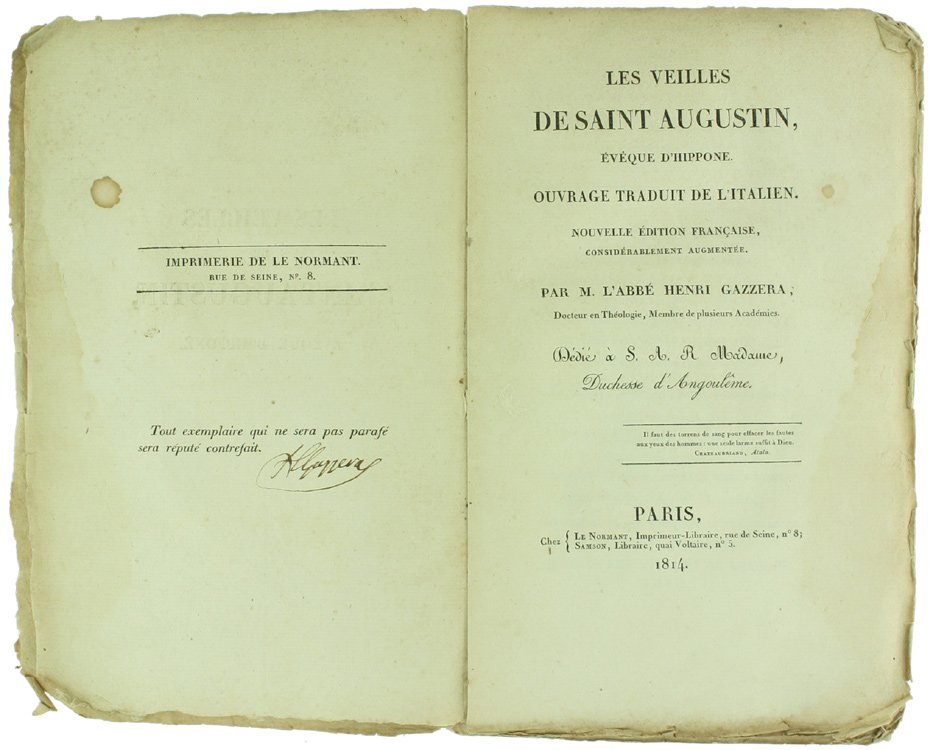 IMPRIMERIE DE LE NORMANT.
RUE DE SEINE, Nº. 8.
Tout exemplaire qui ne sera pas parafé
sera réputé contrefait.
HGazzera
LES VEILLES
DE SAINT AUGUSTIN,
ÉVÊQUE D'HIPPONE.
OUVRAGE TRADUIT DE L'ITALIEN.
NOUVELLE ÉDITION FRANÇAISE,
CONSIDÉRABLEMENT AUGMENTÉE.
PAR M. L'ABBÉ HENRI GAZZERA,
Docteur en Théologie, Membre de plusieurs Académies.
Dédié à S. A. R Madame,
Duchesse d'Angoulême.
Il faut des torrens de sang pour effacer les fautes
aux yeux des hommes : une seule larme suffit à Dieu.
CHATEAUBRIAND, Atala.
PARIS,
Chez { LE NORMANT, Imprimeur-Libraire, rue de Seine, nº 8;
SAMSON, Libraire, quai Voltaire, nº 5.
1814.